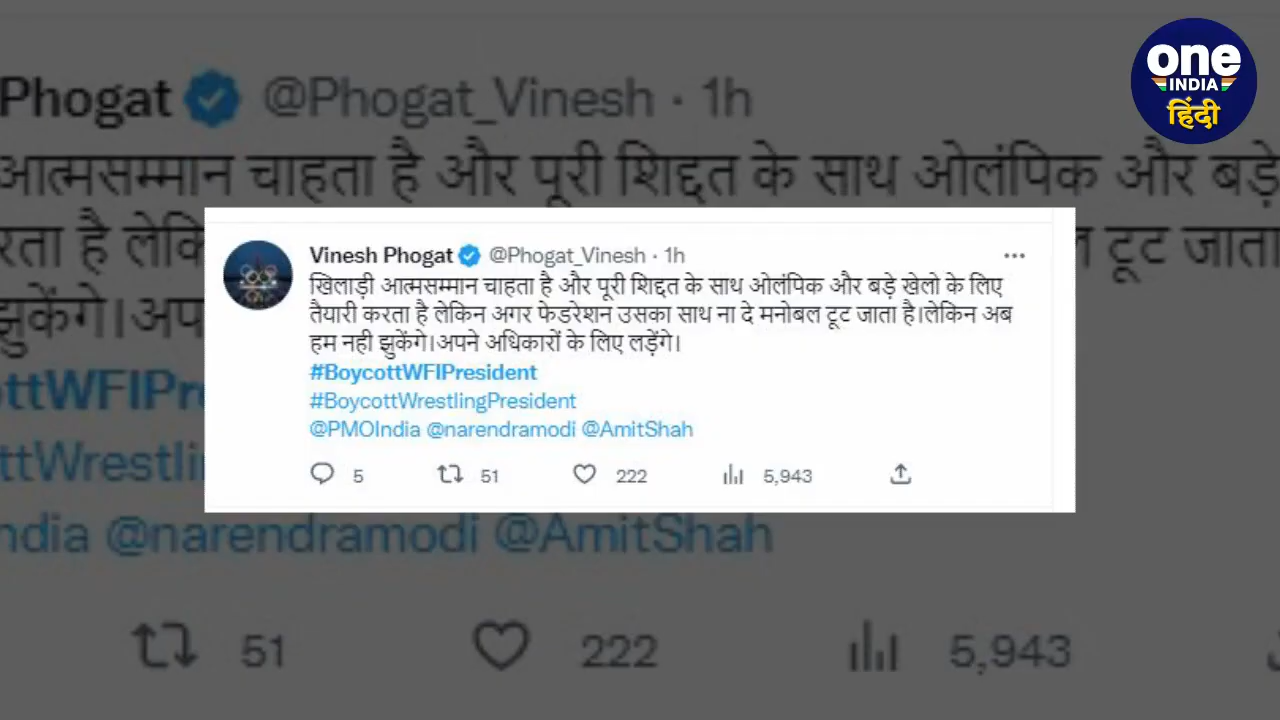 one
INDIA
हिंदी
Phogat @Phogat_Vinesh · 1h
आत्मसम्मान चाहता है और पूरी शिद्दत के साथ ओलंपिक और बड़े
रता है लेकि
टूट जाता
झुकेंगे।अप
Vinesh Phogat @Phogat_Vinesh · 1h
खिलाड़ी आत्मसम्मान चाहता है और पूरी शिद्दत के साथ ओलंपिक और बड़े खेलो के लिए
तैयारी करता है लेकिन अगर फेडरेशन उसका साथ ना दे मनोबल टूट जाता है।लेकिन अब
हम नही झुकेंगे।अपने अधिकारों के लिए लड़ेंगे।
#BoycottWFIPresident
#BoycottWrestlingPresident
@PMOIndia @narendramodi @AmitShah
5 51 222 5,943
ttWFIPr
ttWrestli
ndia @narendramodi @AmitShah
51 222 5,943